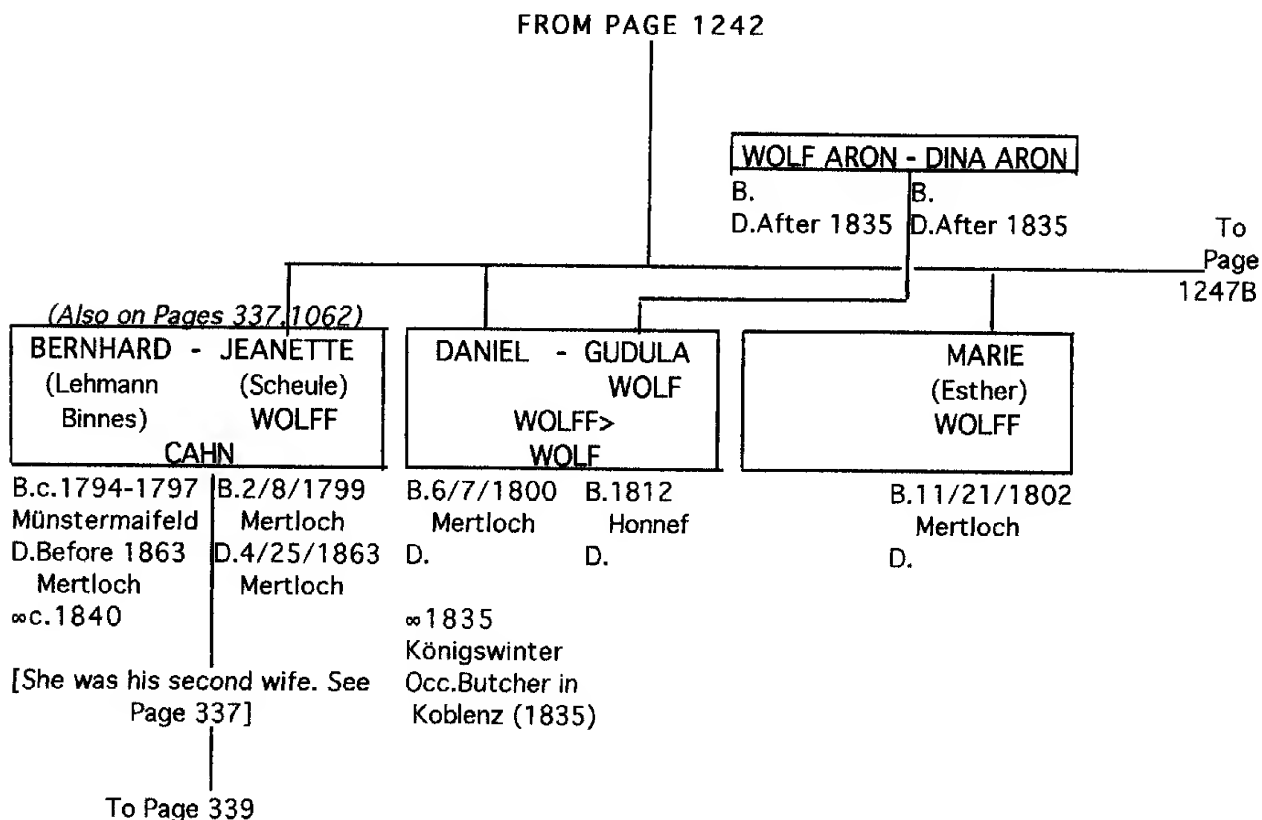 FROM PAGE 1242
WOLF ARON - DINA ARON
B. B.
D.After 1835 D.After 1835
To
Page
1247B
(Also on Pages 337,1062)
BERNHARD - JEANETTE
(Lehmann (Scheule)
Binnes) WOLFF
CAHN
B.c.1794-1797 B.2/8/1799
Münstermaifeld Mertloch
D.Before 1863 D.4/25/1863
Mertloch Mertloch
∞c.1840
[She was his second wife. See
Page 337]
To Page 339
DANIEL - GUDULA
WOLF
WOLFF>
WOLF
B.6/7/1800 B.1812
Mertloch Honnef
D. D.
∞1835
Königswinter
Occ.Butcher in
Koblenz (1835)
MARIE
(Esther)
WOLFF
B.11/21/1802
Mertloch
D.